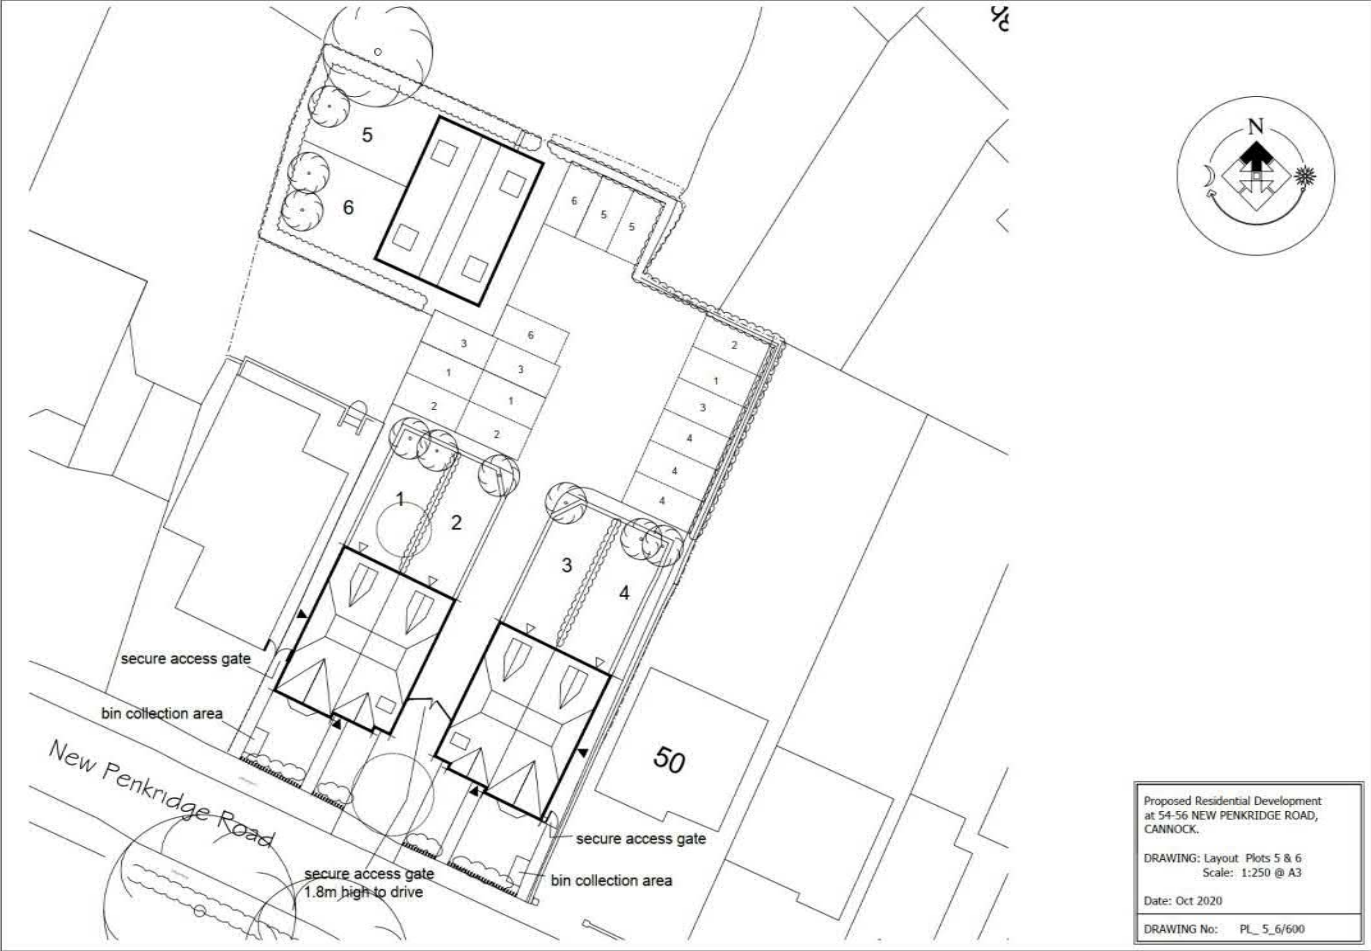 98
N
5
6
6
5
5
6
3
3
1
1
2
2
2
1
3
4
4
4
1
2
3
4
secure access gate
bin collection area
New Penkridge Road
50
secure access gate
bin collection area
secure access gate
1.8m high to drive
Proposed Residential Development
at 54-56 NEW PENKRIDGE ROAD,
CANNOCK.
DRAWING: Layout Plots 5 & 6
Scale: 1:250 @ A3
Date: Oct 2020
DRAWING No: PL_ 5_6/600